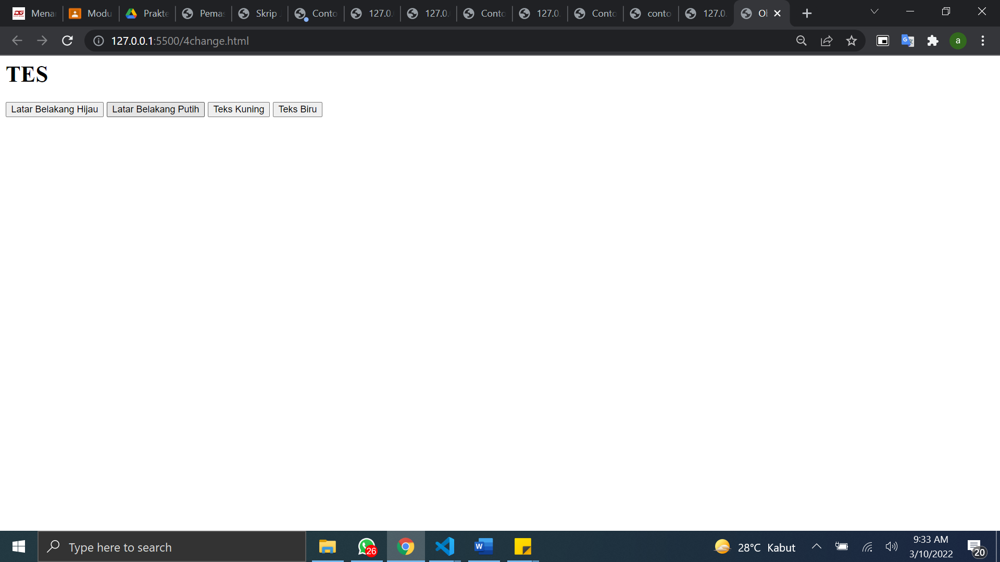 Mena
Modu
Prakte
Pemas
Skrip J
Conto
127.0.
127.0.
Conto
127.0.
Conto
conto
127.0.
Ob
127.0.0.1:5500/4change.html
a
TES
Latar Belakang Hijau
Latar Belakang Putih
Teks Kuning
Teks Biru
Type here to search
26
W
28°C Kabut
9:33 AM
3/10/2022
20